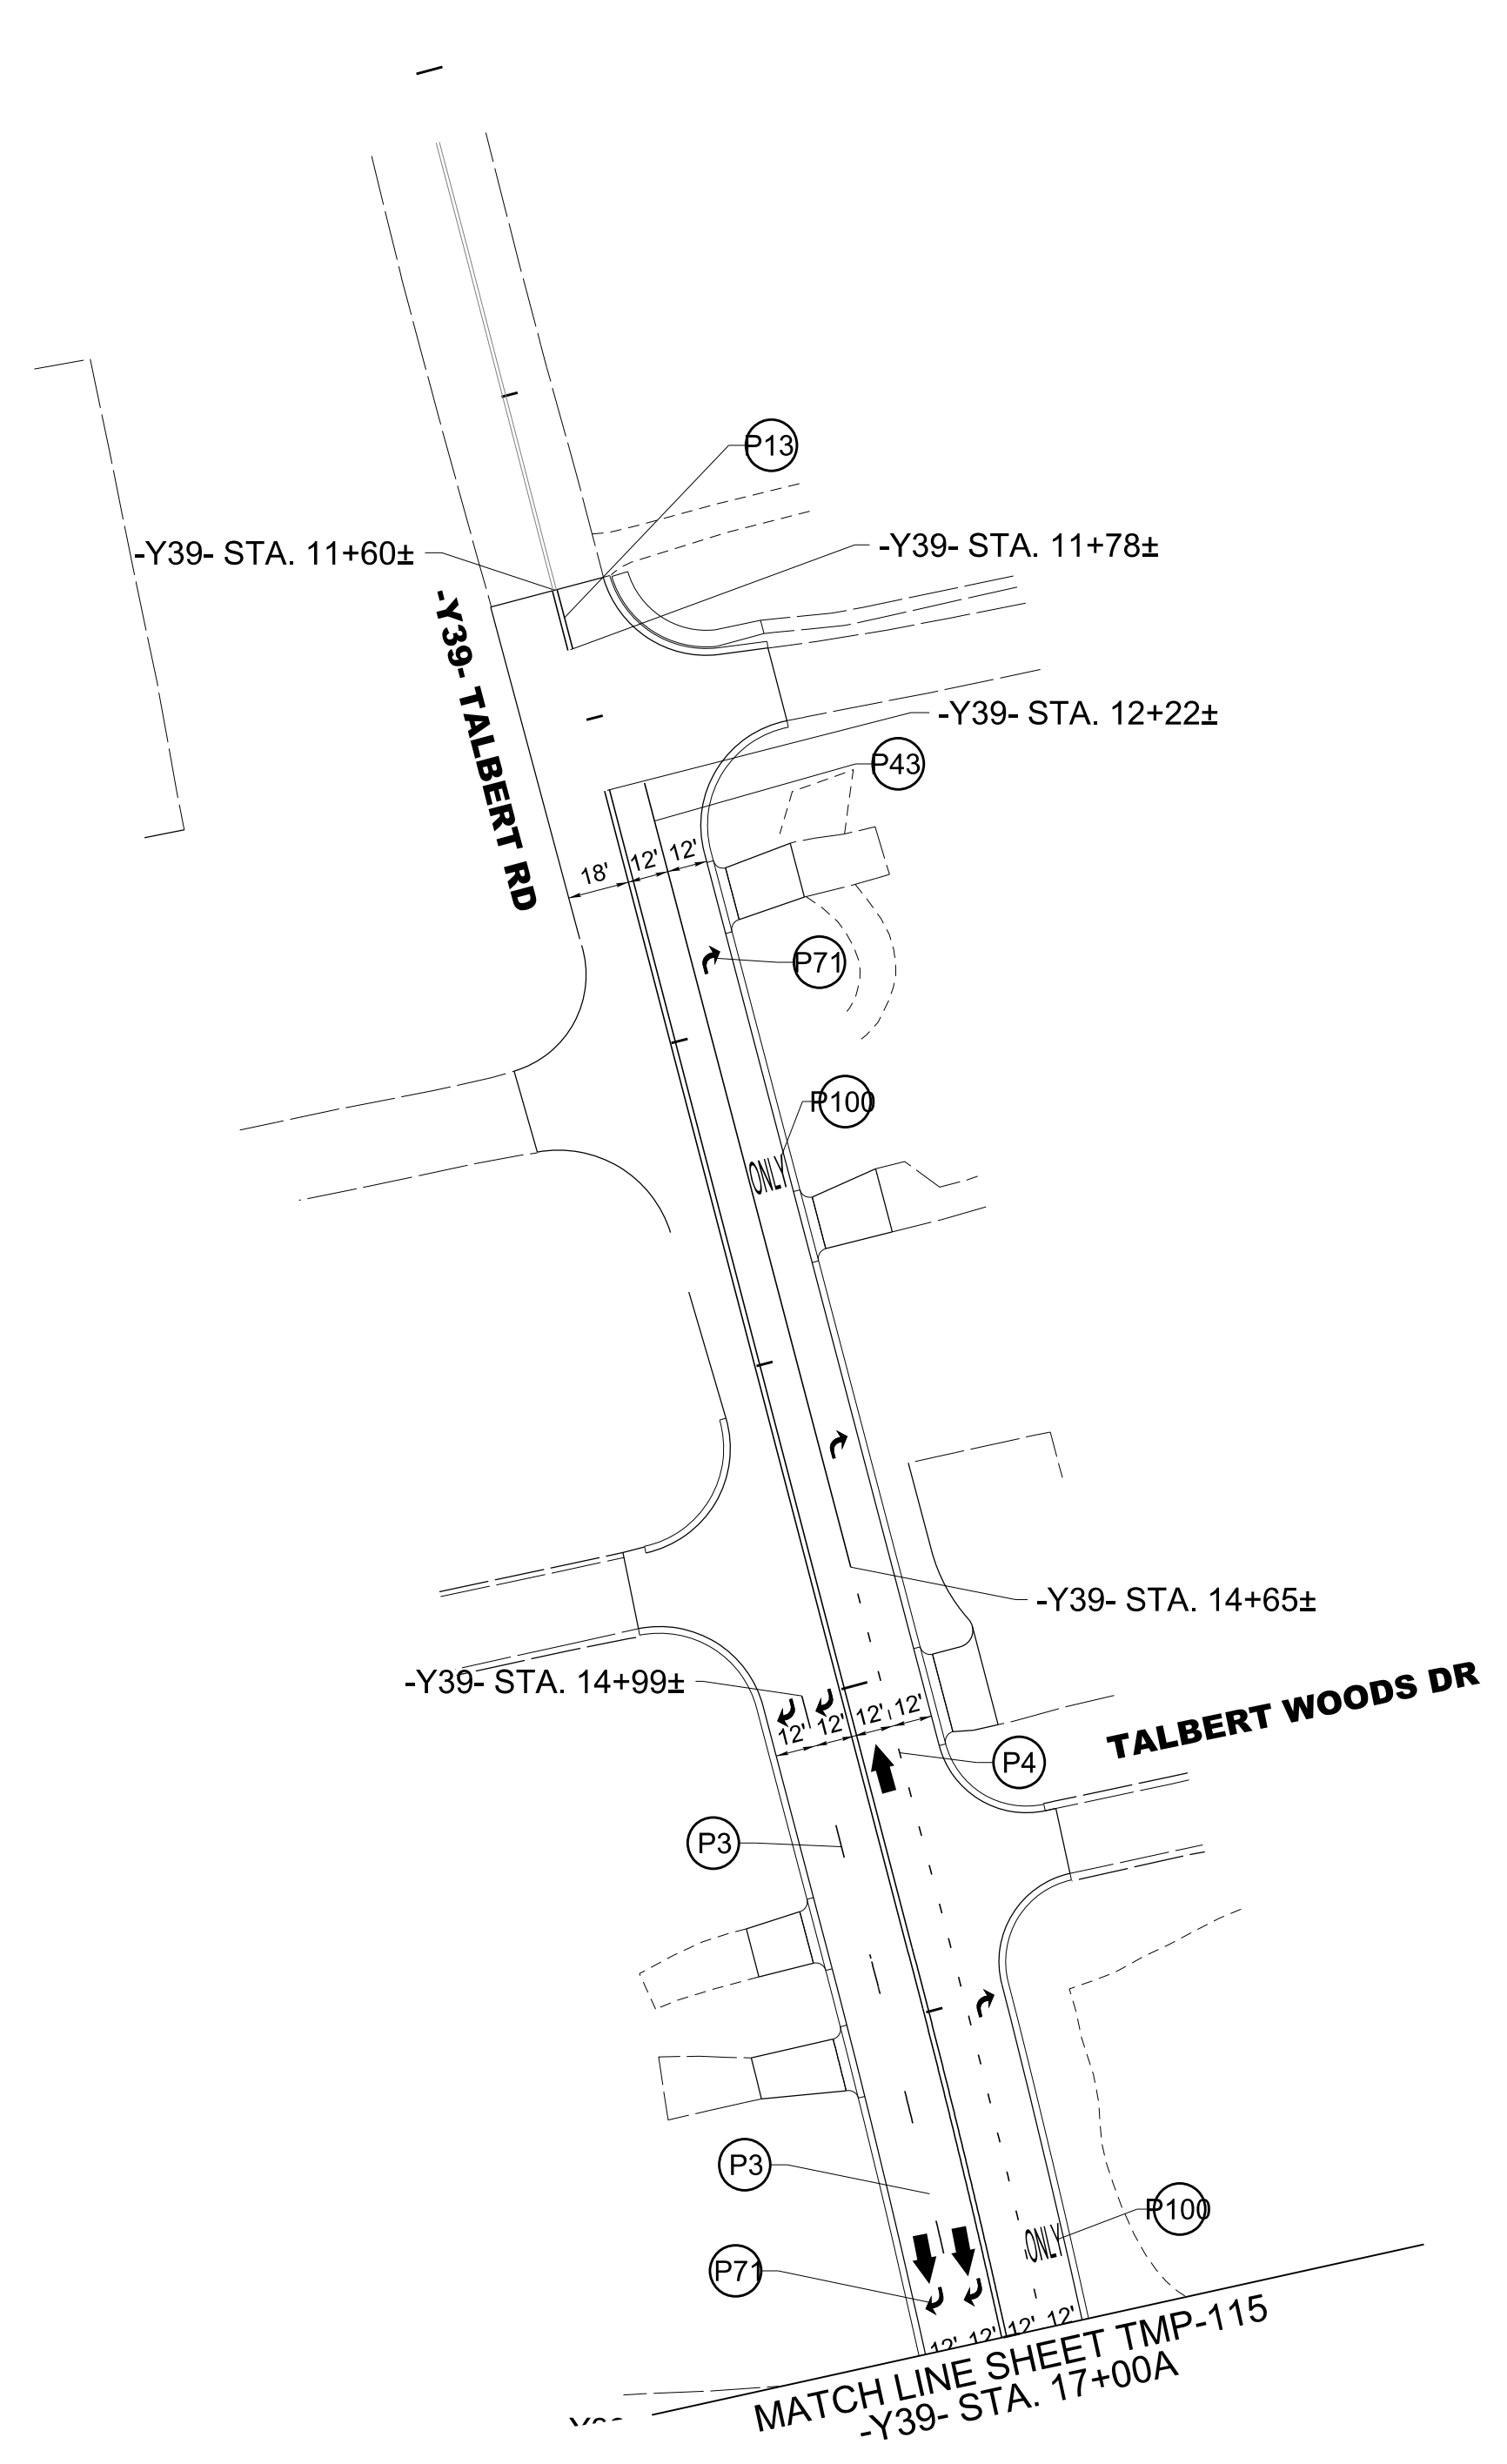 P13
-Y39- STA. 11+60±
-Y39- STA. 11+78±
-Y39- TALBERT RD
-Y39- STA. 12+22±
P43
18' 12' 12'
P71
P100
ONLY
-Y39- STA. 14+65±
-Y39- STA. 14+99±
TALBERT WOODS DR
12' 12' 12' 12'
P4
P3
P3
P100
ONLY
P71
12' 12' 12' 12'
MATCH LINE SHEET TMP-115
-Y39- STA. 17+00A